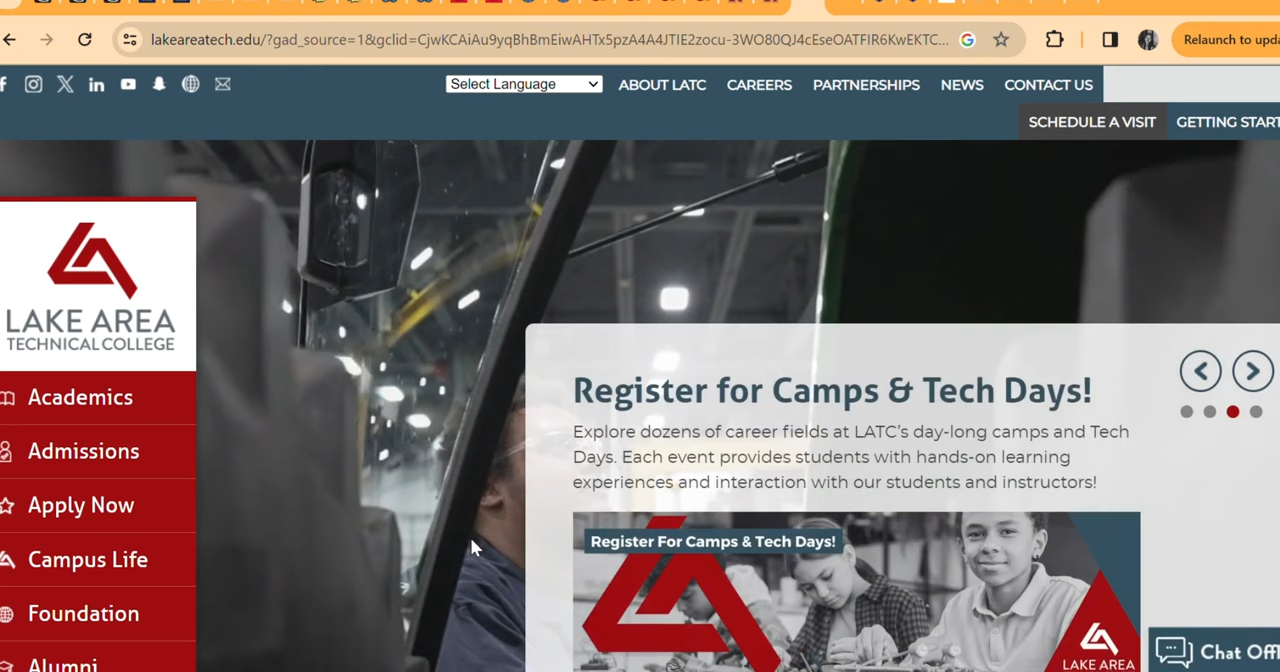 lakeareatech.edu/?gad_source=1&gclid=CjwKCAiAu9yqBhBmEiwAHTx5pzA4A4JTIE2zocu-3WO80QJ4cEseOATFIR6KwEKTC...
Relaunch to upda
Select Language
ABOUT LATC
CAREERS
PARTNERSHIPS
NEWS
CONTACT US
SCHEDULE A VISIT
GETTING START
LAKE AREA
TECHNICAL COLLEGE
Academics
Admissions
Apply Now
Campus Life
Foundation
Alumni
Register for Camps & Tech Days!
Explore dozens of career fields at LATC's day-long camps and Tech
Days. Each event provides students with hands-on learning
experiences and interaction with our students and instructors!
Register For Camps & Tech Days!
LAKE AREA
Chat Off